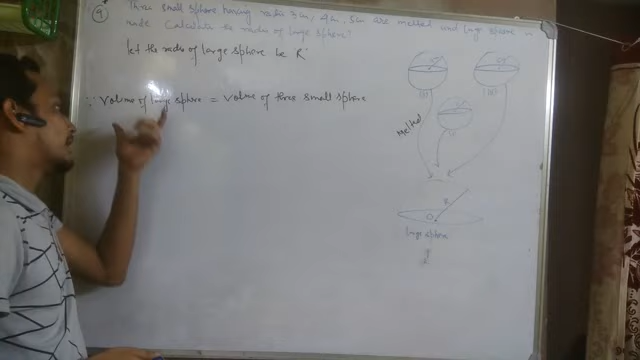 9
Three small sphere having radius 3cm, 4cm, 5cm are melted and large sphere is
made. Calculate the radius of large sphere?
let the radius of large sphere be R.
∵ Volume of large sphere = Volume of three small sphere
Melted
R
O
large sphere